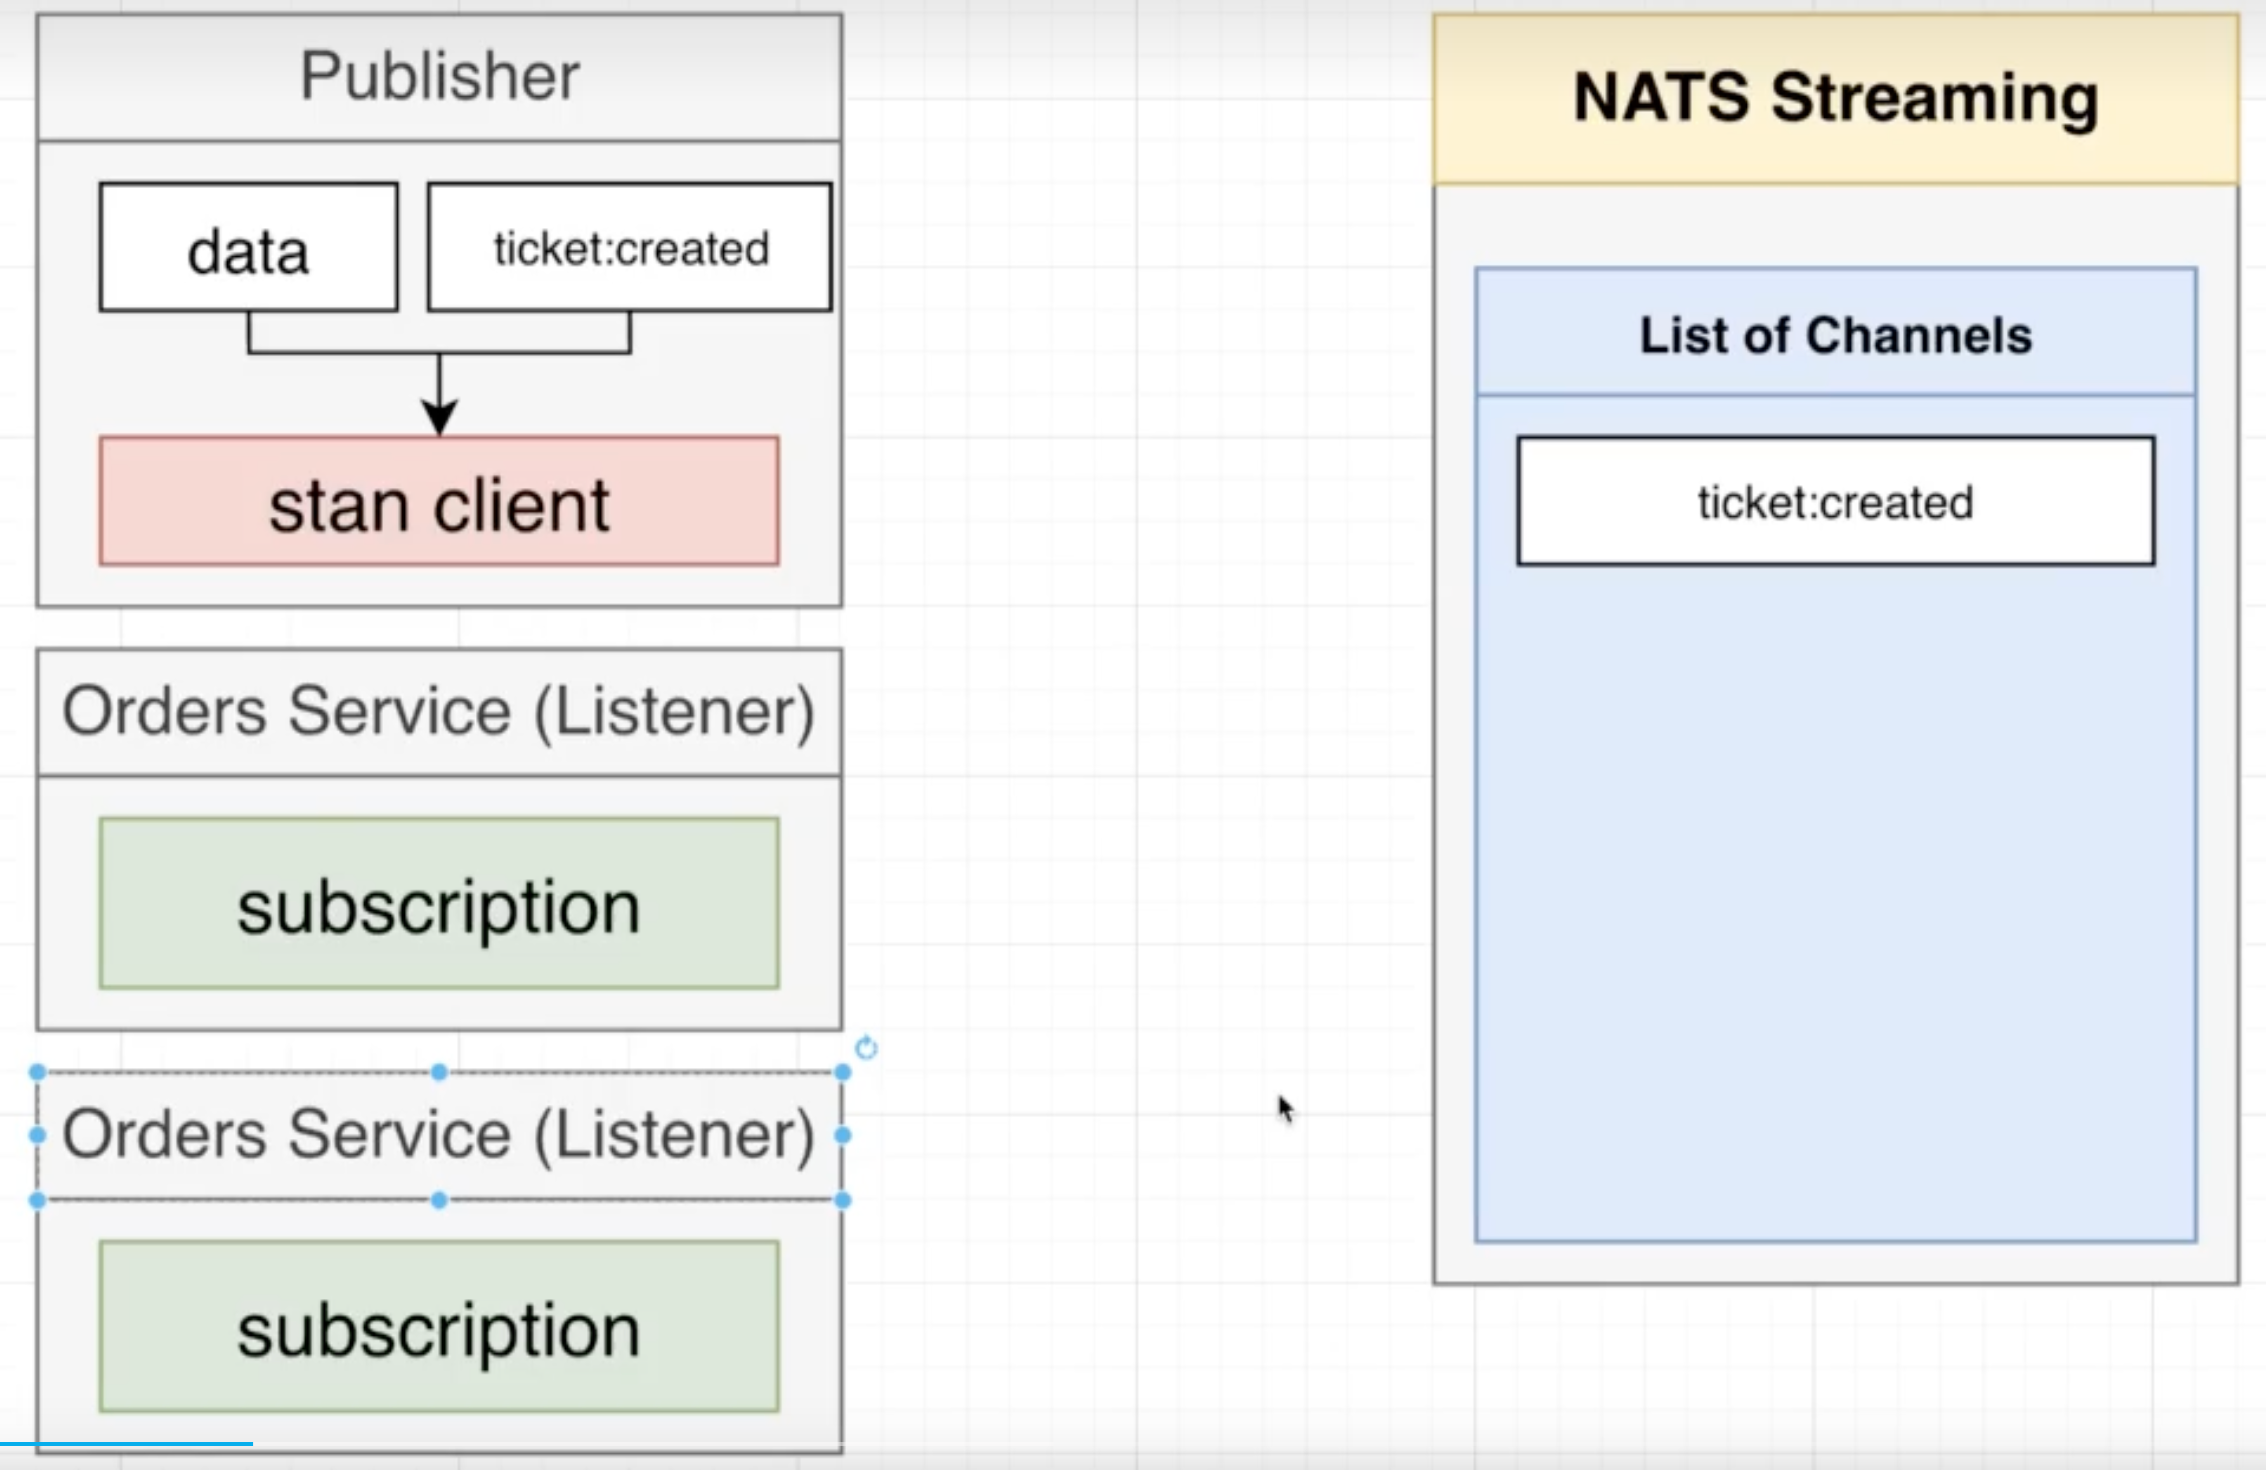 Publisher
data
ticket:created
stan client
Orders Service (Listener)
subscription
Orders Service (Listener)
subscription
NATS Streaming
List of Channels
ticket:created